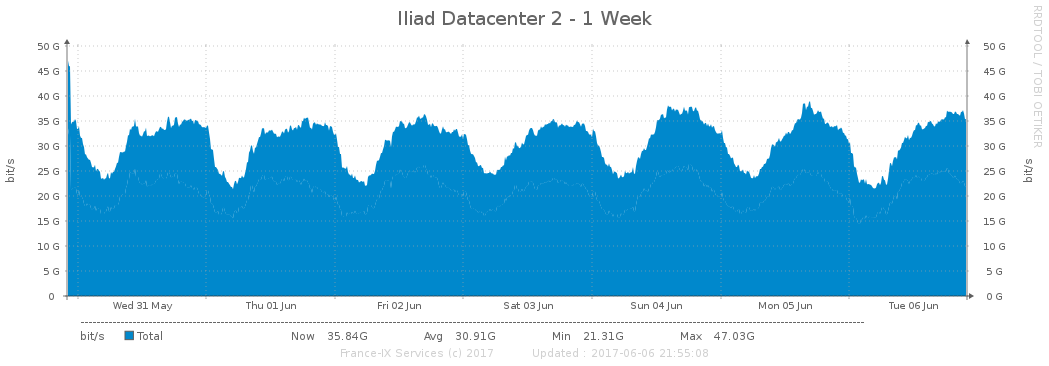 Iliad Datacenter 2 - 1 Week
RRDTOOL / TOBI OETIKER
50 G 50 G
45 G 45 G
40 G 40 G
35 G 35 G
30 G 30 G
25 G 25 G
20 G 20 G
15 G 15 G
10 G 10 G
5 G 5 G
0 0 G
bit/s
bit/s
Wed 31 May Thu 01 Jun Fri 02 Jun Sat 03 Jun Sun 04 Jun Mon 05 Jun Tue 06 Jun
bit/s Total Now 35.84G Avg 30.91G Min 21.31G Max 47.03G
France-IX Services (c) 2017 Updated : 2017-06-06 21:55:08